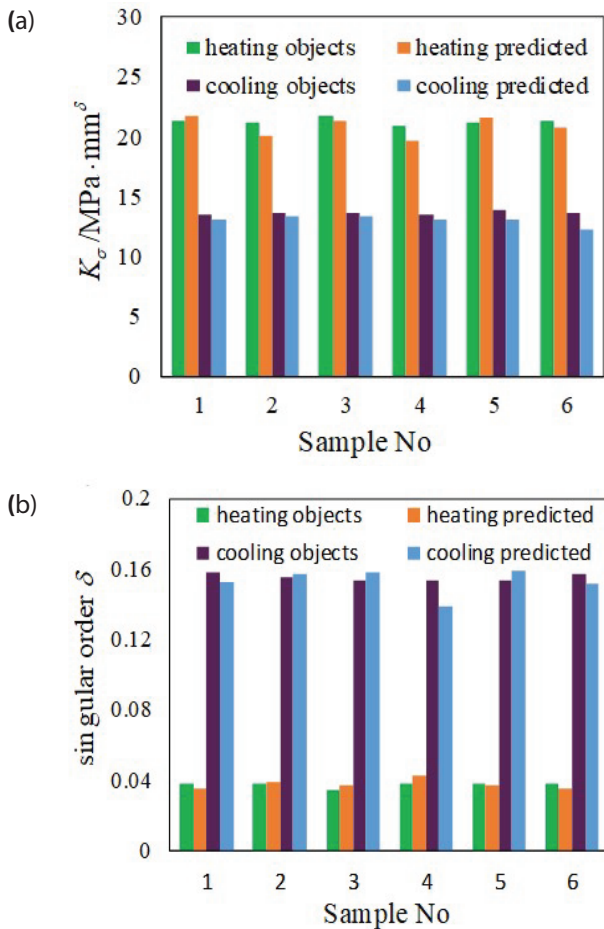 (a)
30
heating objects heating predicted
25
cooling objects cooling predicted
20
15
10
5
0
K_σ /MPa·mm^δ
1 2 3 4 5 6
Sample No
(b)
0.2
heating objects heating predicted
cooling objects cooling predicted
0.16
0.12
0.08
0.04
0
singular order δ
1 2 3 4 5 6
Sample No